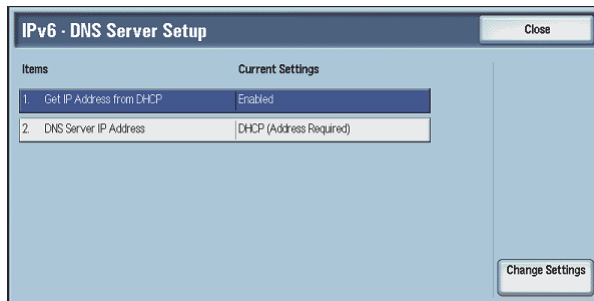 IPv6 - DNS Server Setup
Close
Items Current Settings
1. Get IP Address from DHCP Enabled
2. DNS Server IP Address DHCP (Address Required)
Change Settings